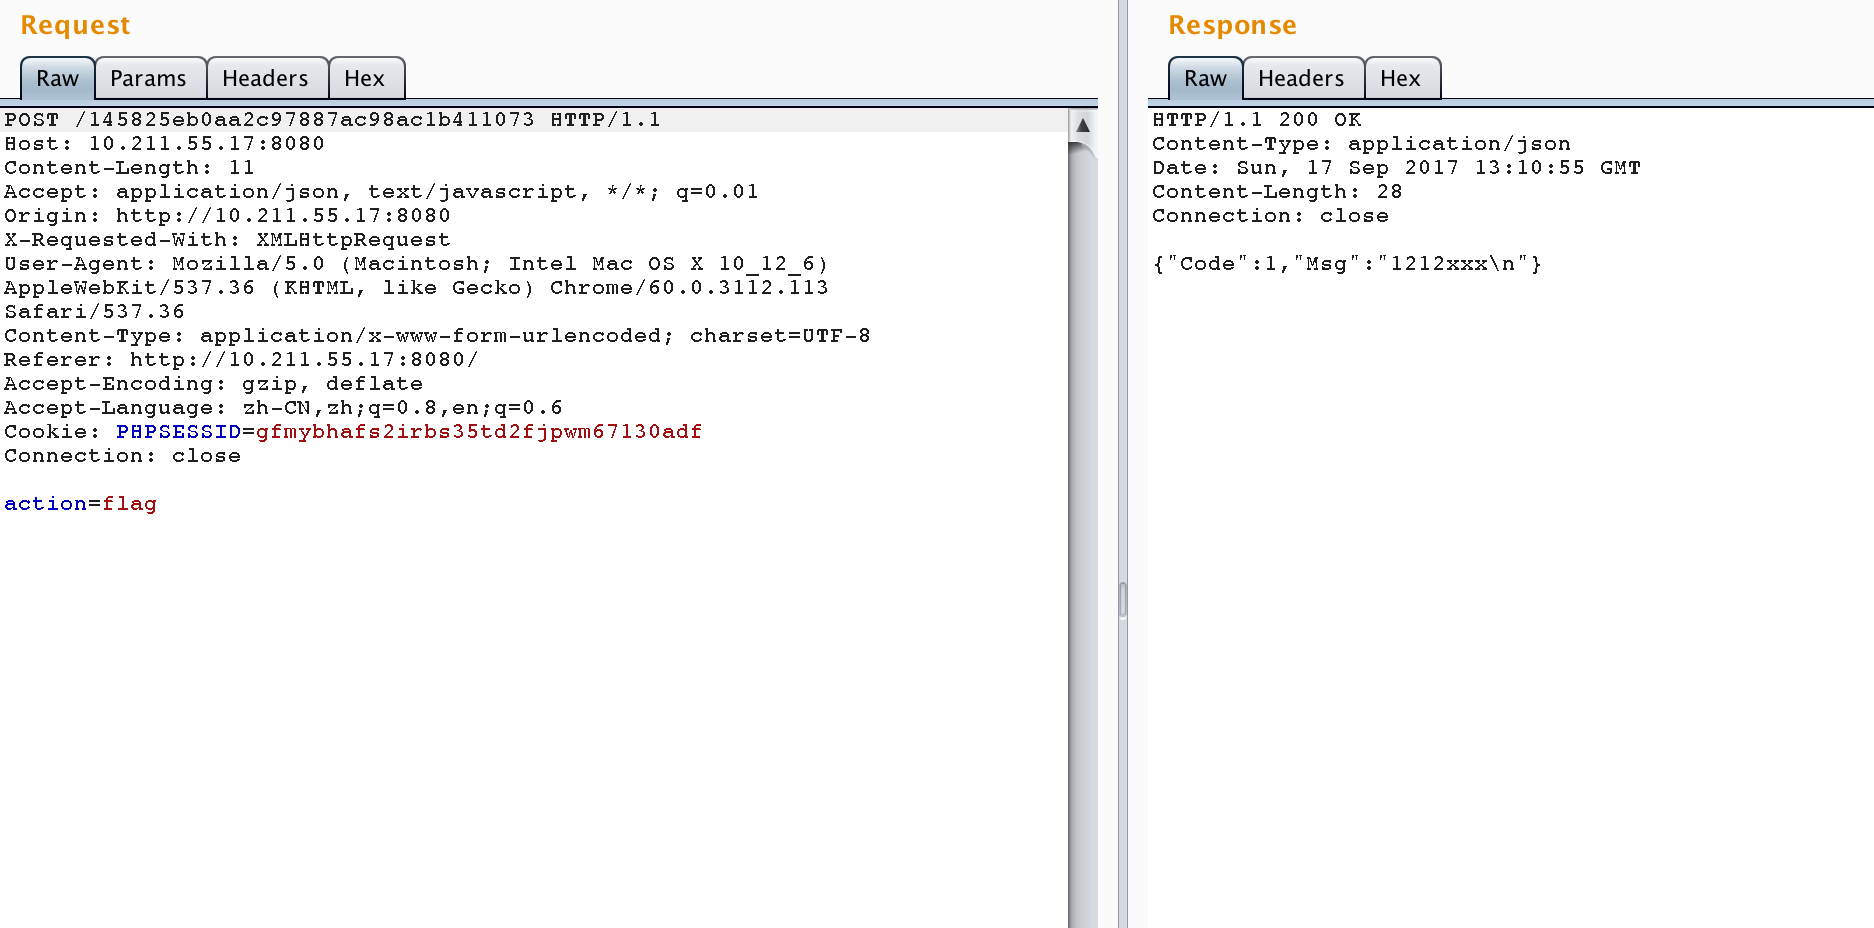 Request
Raw Params Headers Hex
POST /145825eb0aa2c97887ac98ac1b411073 HTTP/1.1
Host: 10.211.55.17:8080
Content-Length: 11
Accept: application/json, text/javascript, */*; q=0.01
Origin: http://10.211.55.17:8080
X-Requested-With: XMLHttpRequest
User-Agent: Mozilla/5.0 (Macintosh; Intel Mac OS X 10_12_6)
AppleWebKit/537.36 (KHTML, like Gecko) Chrome/60.0.3112.113
Safari/537.36
Content-Type: application/x-www-form-urlencoded; charset=UTF-8
Referer: http://10.211.55.17:8080/
Accept-Encoding: gzip, deflate
Accept-Language: zh-CN,zh;q=0.8,en;q=0.6
Cookie: PHPSESSID=gfmybhafs2irbs35td2fjpwm67130adf
Connection: close
action=flag
Response
Raw Headers Hex
HTTP/1.1 200 OK
Content-Type: application/json
Date: Sun, 17 Sep 2017 13:10:55 GMT
Content-Length: 28
Connection: close
{"Code":1,"Msg":"1212xxx\n"}